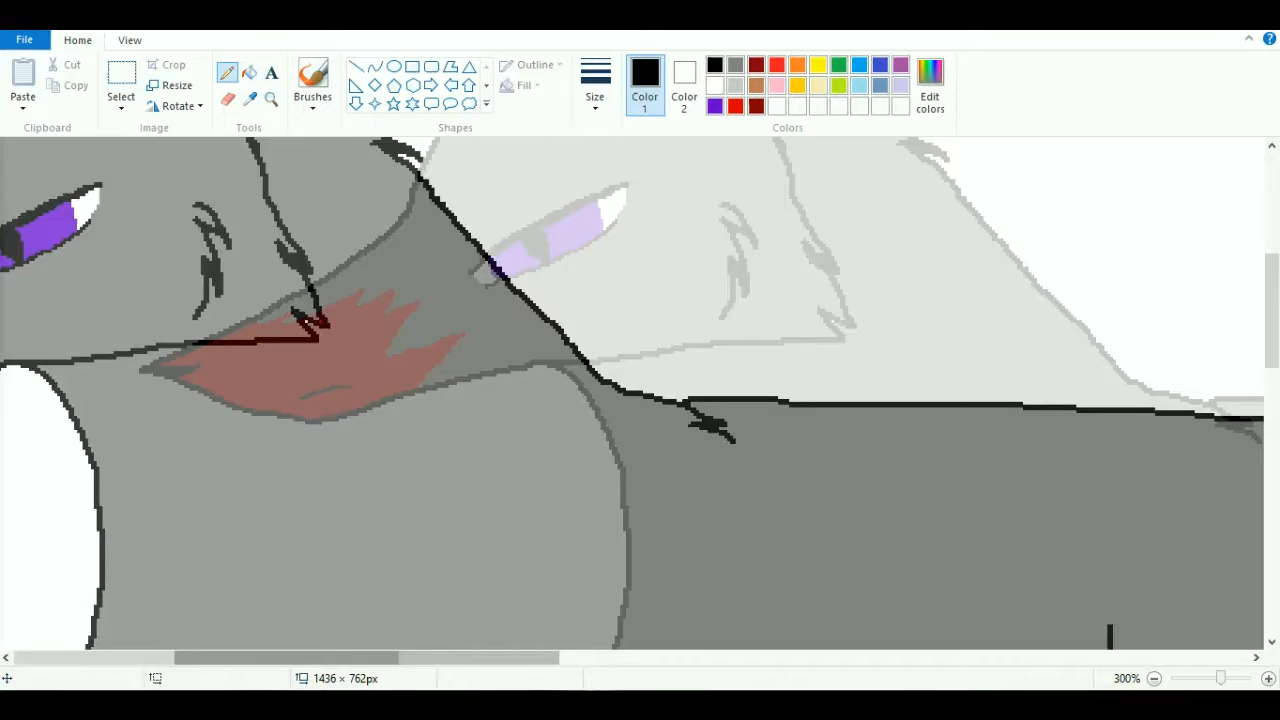 File Home View
Paste Cut Copy
Clipboard
Select Crop Resize Rotate
Image
A
Tools
Brushes
Outline Fill
Shapes
Size
Color 1 Color 2
Edit colors
Colors
1436 × 762px 300%